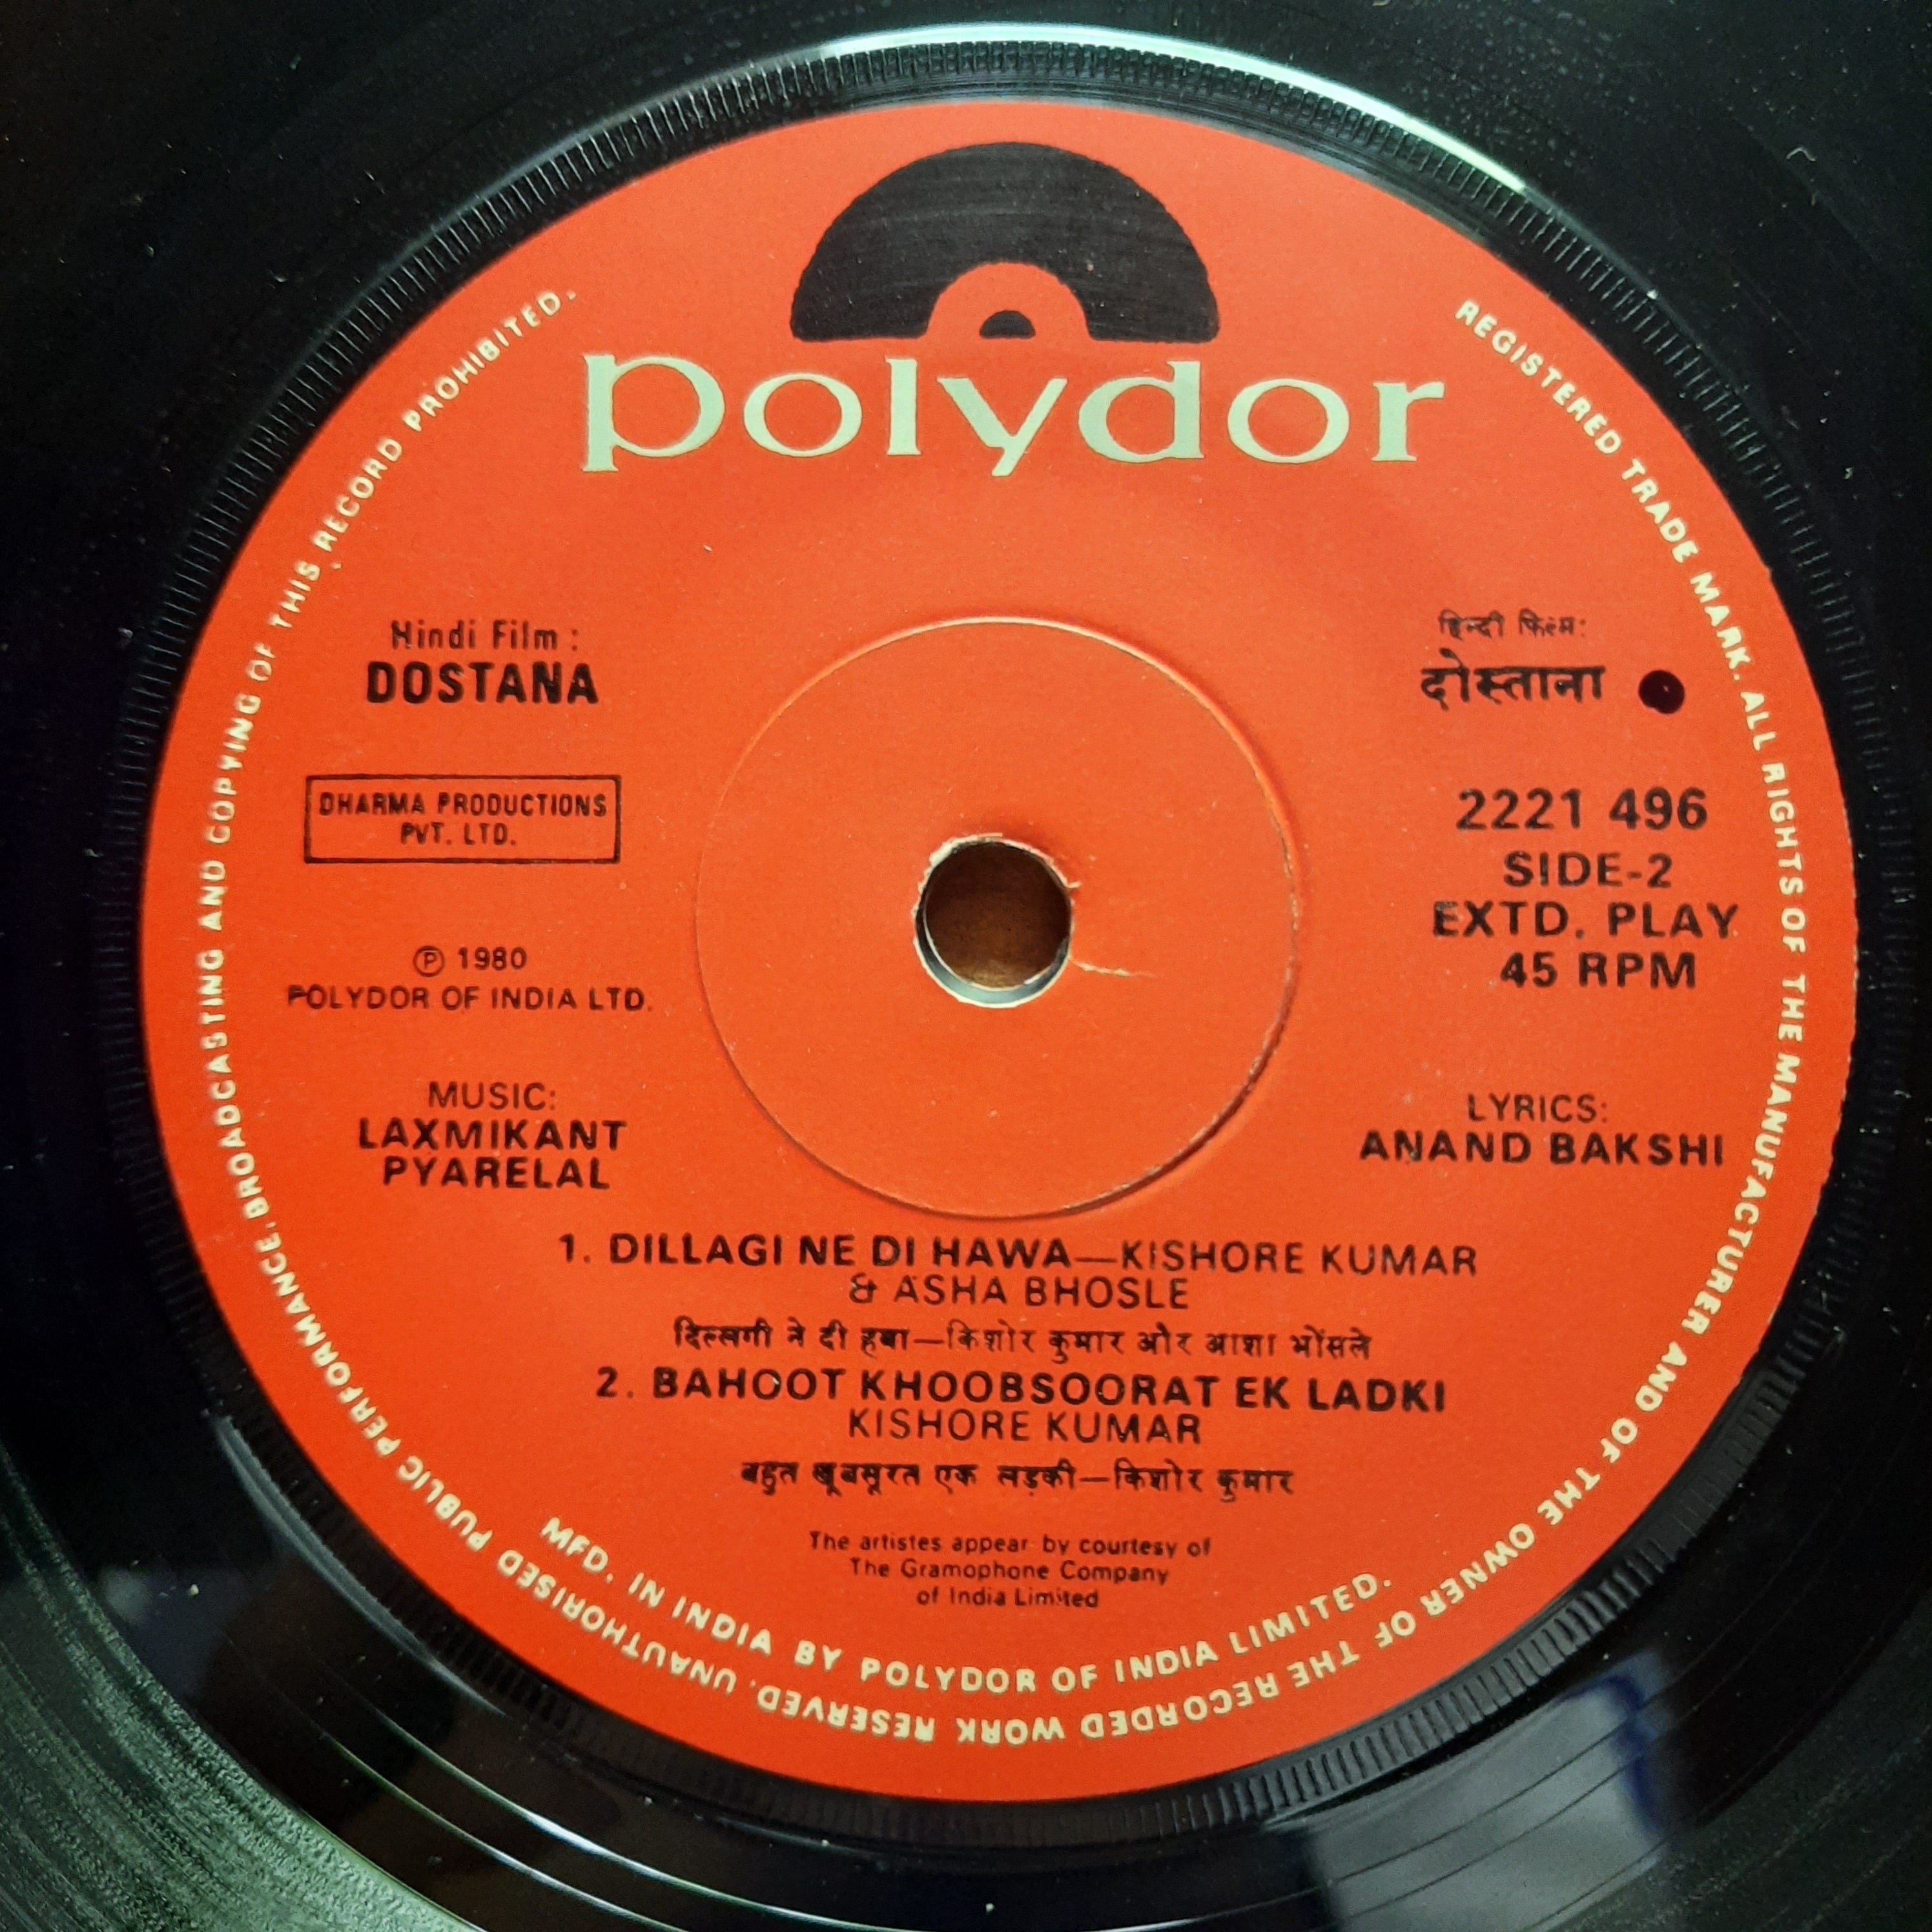 polydor
Hindi Film :
DOSTANA
हिन्दी फिल्म:
दोस्ताना
DHARMA PRODUCTIONS
PVT. LTD.
2221 496
SIDE-2
EXTD. PLAY
45 RPM
Ⓟ 1980
POLYDOR OF INDIA LTD.
MUSIC:
LAXMIKANT
PYARELAL
LYRICS:
ANAND BAKSHI
1. DILLAGI NE DI HAWA—KISHORE KUMAR
& ASHA BHOSLE
दिल्लगी ने दी हवा—किशोर कुमार और आशा भोंसले
2. BAHOOT KHOOBSOORAT EK LADKI
KISHORE KUMAR
बहुत खूबसूरत एक लड़की—किशोर कुमार
The artistes appear by courtesy of
The Gramophone Company
of India Limited
MFD. IN INDIA BY POLYDOR OF INDIA LIMITED.
REGISTERED TRADE MARK. ALL RIGHTS OF THE MANUFACTURER AND OF THE OWNER OF THE RECORDED WORK RESERVED. UNAUTHORISED PUBLIC PERFORMANCE, BROADCASTING AND COPYING OF THIS RECORD PROHIBITED.